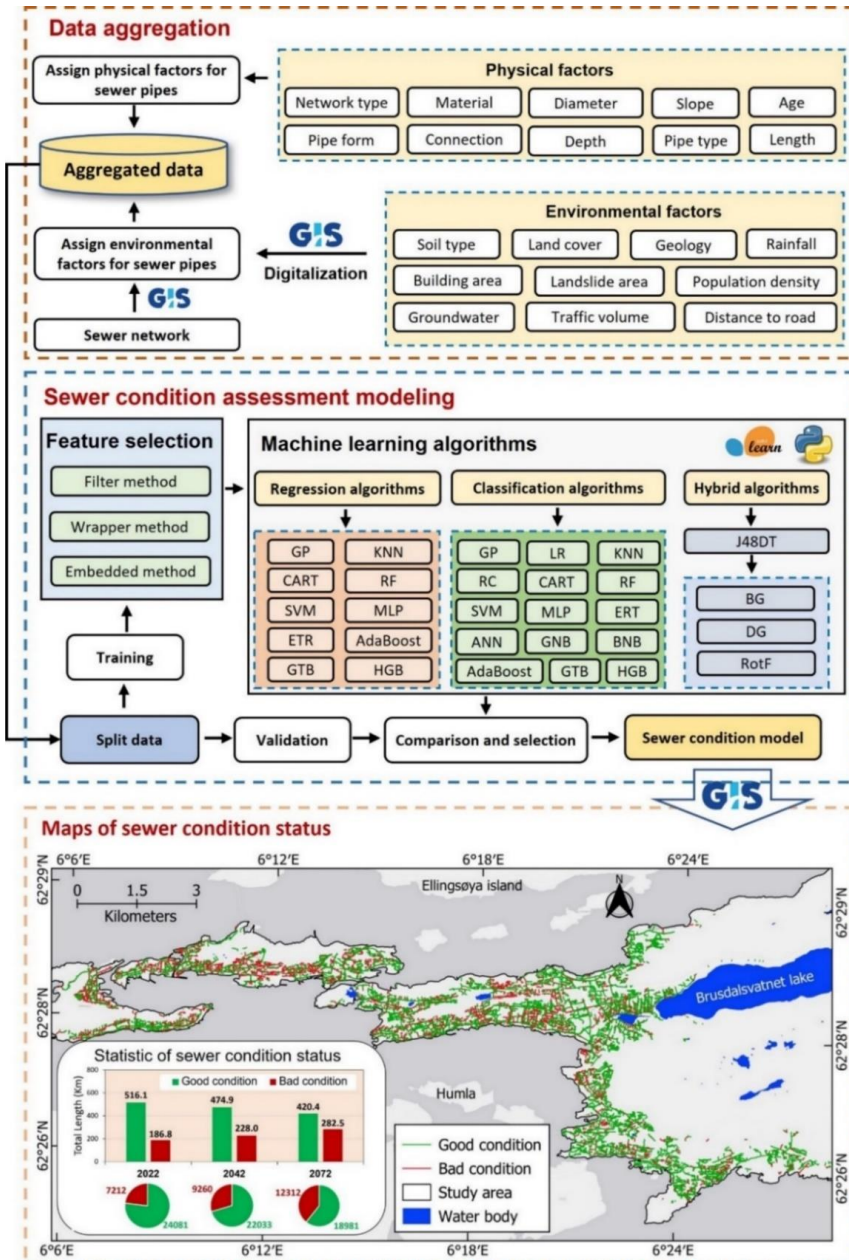 Data aggregation
Assign physical factors for
sewer pipes
Physical factors
Network type
Material
Diameter
Slope
Age
Pipe form
Connection
Depth
Pipe type
Length
Aggregated data
Assign environmental
factors for sewer pipes
GIS
Digitalization
Environmental factors
Soil type
Land cover
Geology
Rainfall
Building area
Landslide area
Population density
Groundwater
Traffic volume
Distance to road
GIS
Sewer network
Sewer condition assessment modeling
Feature selection
Filter method
Wrapper method
Embedded method
Training
Machine learning algorithms
learn
Regression algorithms
Classification algorithms
Hybrid algorithms
GP
KNN
CART
RF
SVM
MLP
ETR
AdaBoost
GTB
HGB
GP
LR
KNN
RC
CART
RF
SVM
MLP
ERT
ANN
GNB
BNB
AdaBoost
GTB
HGB
J48DT
BG
DG
RotF
Split data
Validation
Comparison and selection
Sewer condition model
GIS
Maps of sewer condition status
6°6'E
6°18'E
6°24'E
62°29'N
62°28'N
62°26'N
0 1.5 3
Kilometers
Ellingsøya island
N
62°29'N
62°28'N
62°26'N
Brusdalsvatnet lake
Humla
Statistic of sewer condition status
Good condition
Bad condition
Total Length (Km)
800
600
400
200
0
516.1
186.8
474.9
228.0
420.4
282.5
2022
2042
2072
7212
24081
9260
22033
12312
18981
Good condition
Bad condition
Study area
Water body
6°6'E
6°12'E
6°18'E
6°24'E